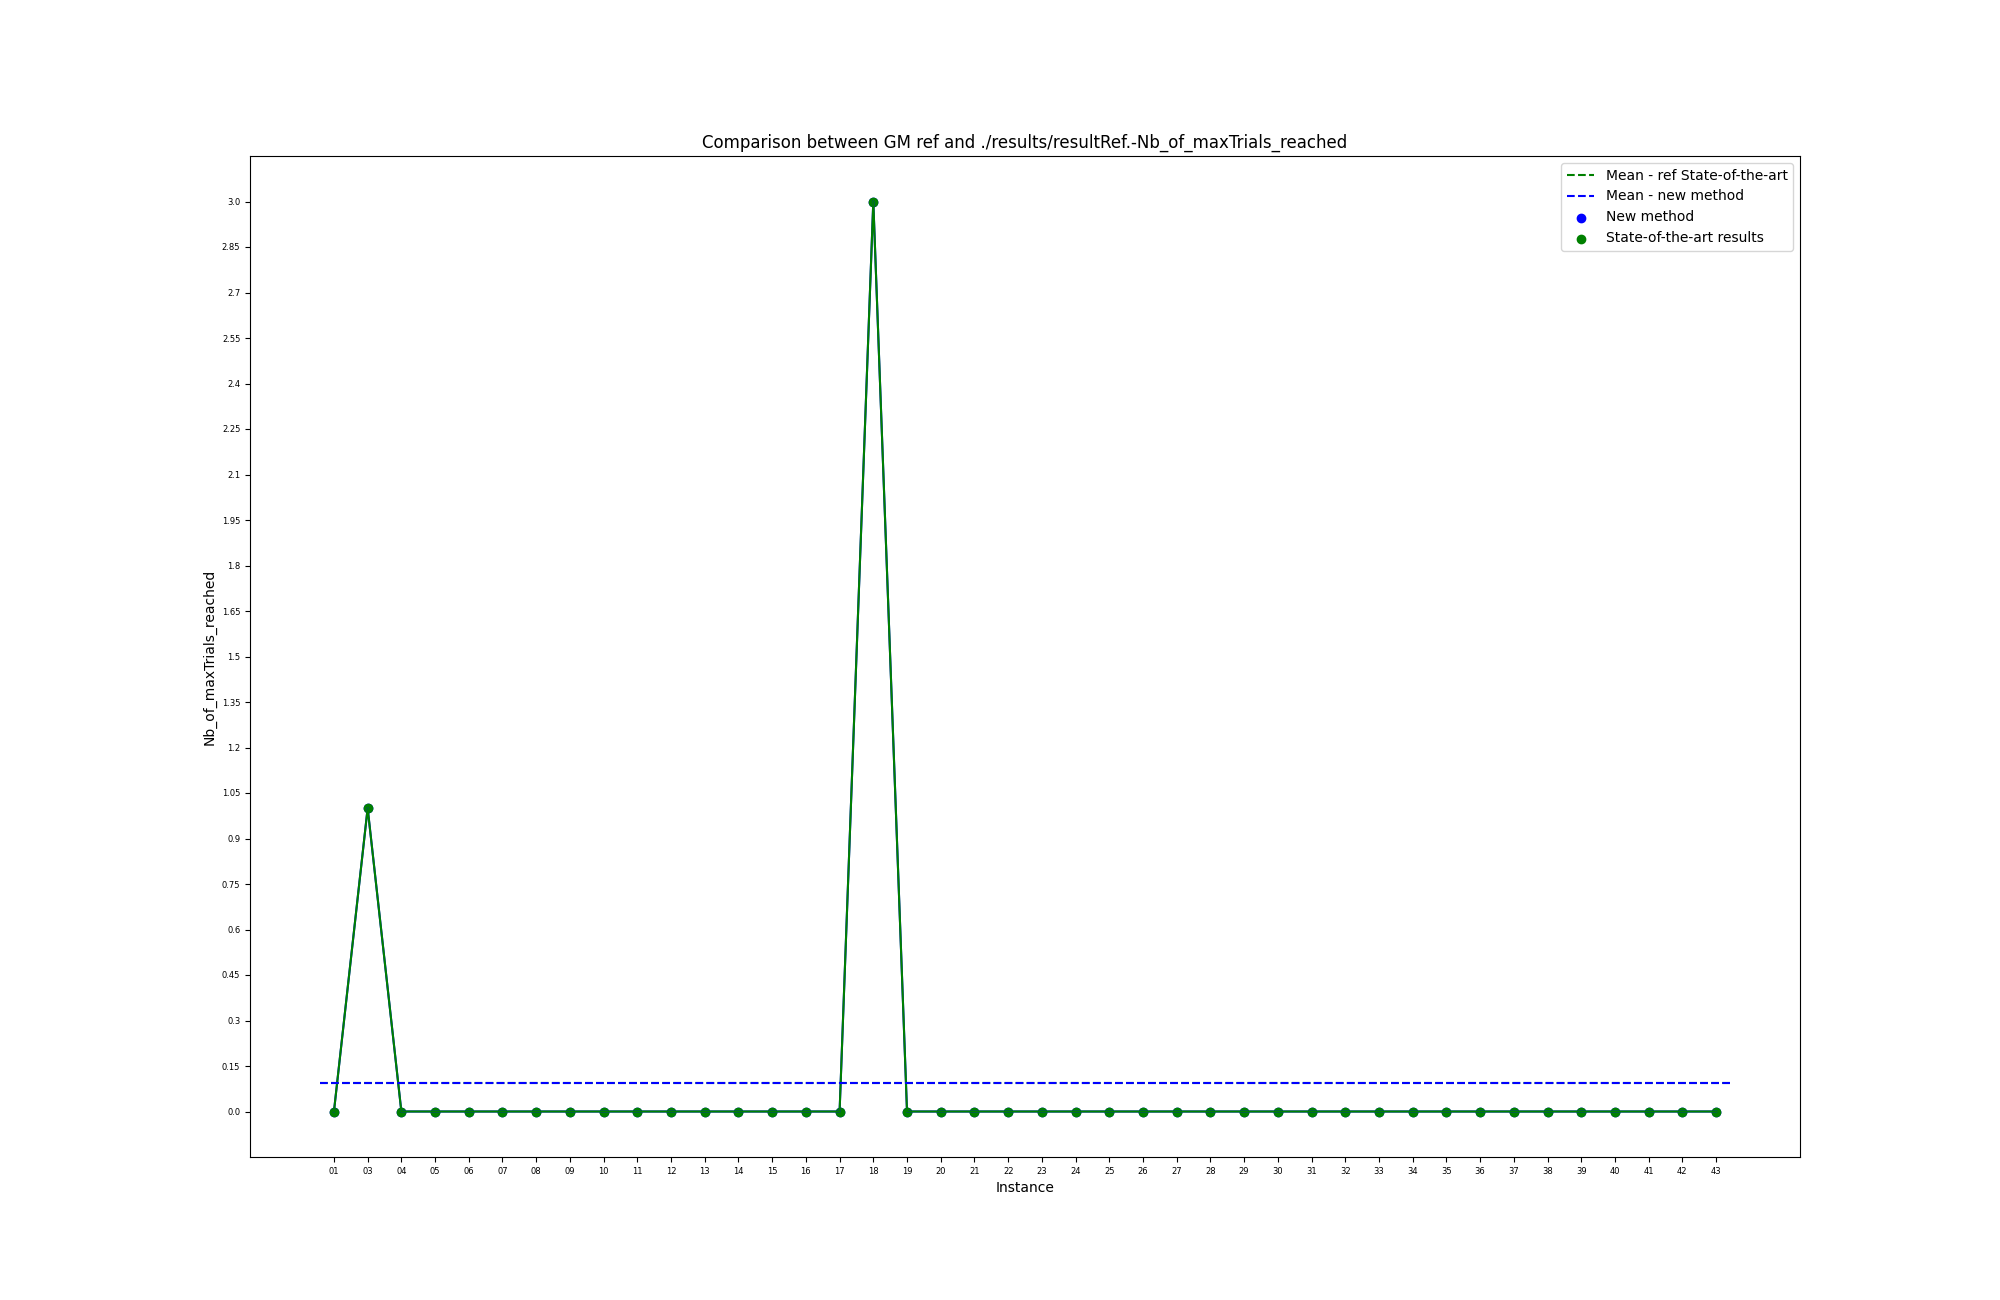 Comparison between GM ref and ./results/resultRef.-Nb_of_maxTrials_reached
Mean - ref State-of-the-art
Mean - new method
New method
State-of-the-art results
3.0
2.85
2.7
2.55
2.4
2.25
2.1
1.95
1.8
1.65
1.5
1.35
1.2
1.05
0.9
0.75
0.6
0.45
0.3
0.15
0.0
Nb_of_maxTrials_reached
01 03 04 05 06 07 08 09 10 11 12 13 14 15 16 17 18 19 20 21 22 23 24 25 26 27 28 29 30 31 32 33 34 35 36 37 38 39 40 41 42 43
Instance